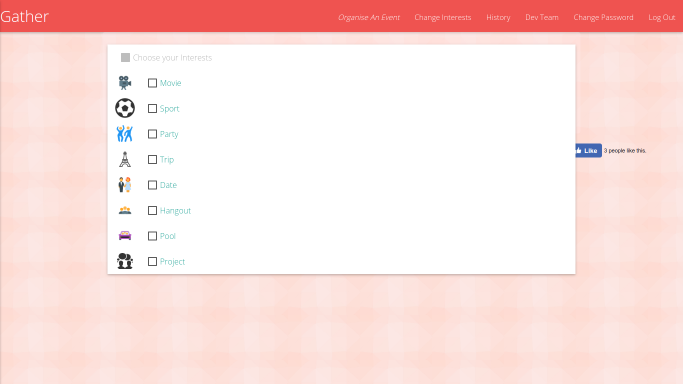 Gather
Organise An Event
Change Interests
History
Dev Team
Change Password
Log Out
Choose your Interests
Movie
Sport
Party
Like 3 people like this.
Trip
Date
Hangout
Pool
Project